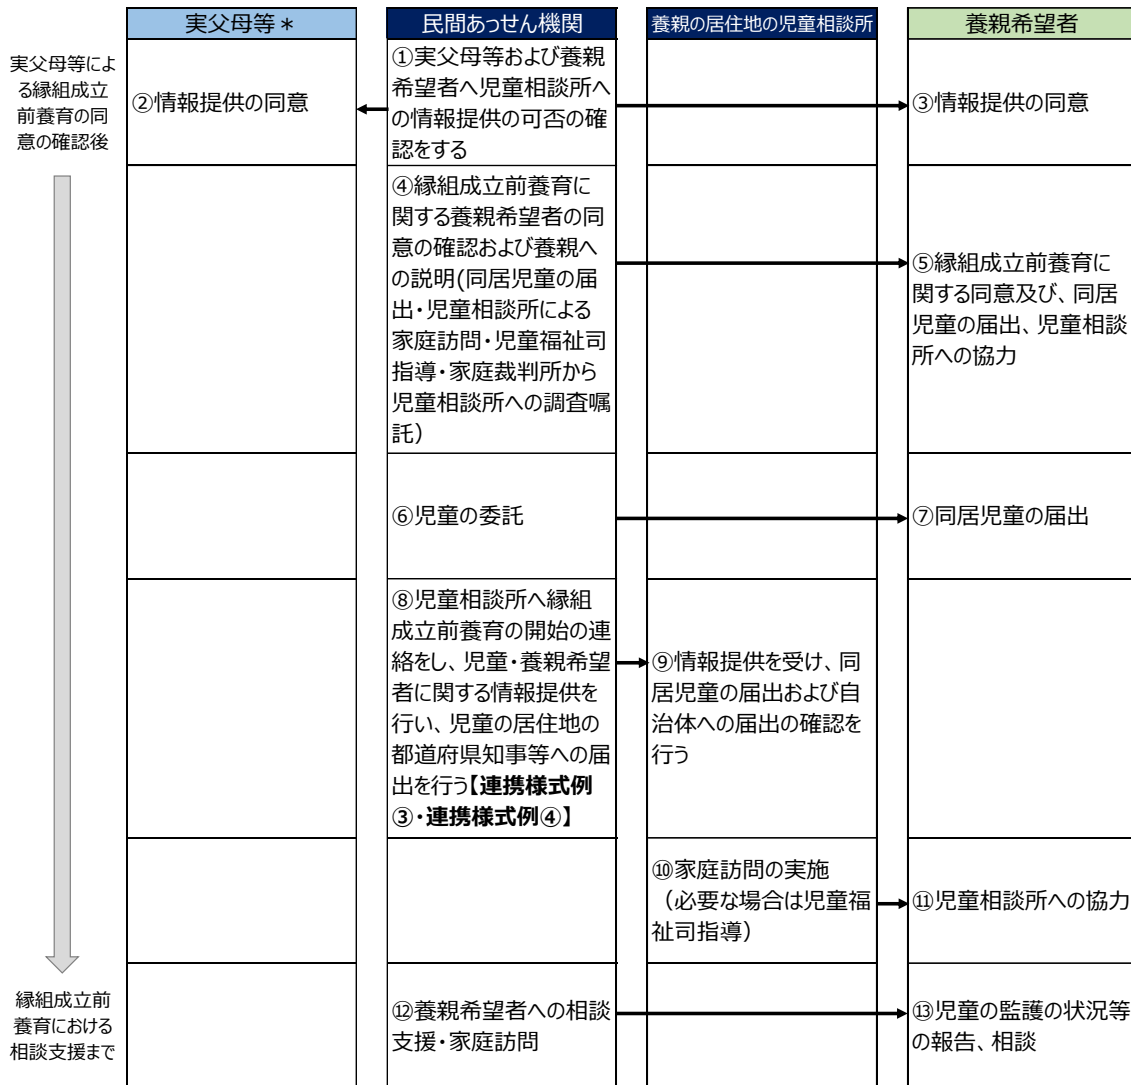 実父母等＊
民間あっせん機関
養親の居住地の児童相談所
養親希望者
実父母等によ
る縁組成立
前養育の同
意の確認後
②情報提供の同意
①実父母等および養親
希望者へ児童相談所へ
の情報提供の可否の確
認をする
③情報提供の同意
④縁組成立前養育に
関する養親希望者の同
意の確認および養親へ
の説明(同居児童の届
出・児童相談所による
家庭訪問・児童福祉司
指導・家庭裁判所から
児童相談所への調査嘱
託）
⑤縁組成立前養育に
関する同意及び、同居
児童の届出、児童相談
所への協力
⑥児童の委託
⑦同居児童の届出
⑧児童相談所へ縁組
成立前養育の開始の連
絡をし、児童・養親希望
者に関する情報提供を
行い、児童の居住地の
都道府県知事等への届
出を行う【連携様式例
③・連携様式例④】
⑨情報提供を受け、同
居児童の届出および自
治体への届出の確認を
行う
⑩家庭訪問の実施
（必要な場合は児童福
祉司指導）
⑪児童相談所への協力
縁組成立前
養育における
相談支援まで
⑫養親希望者への相談
支援・家庭訪問
⑬児童の監護の状況等
の報告、相談